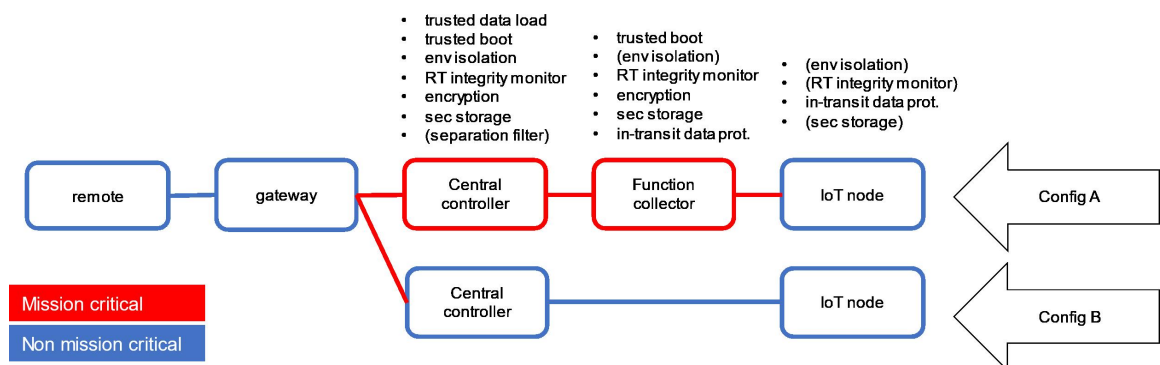 • trusted data load
• trusted boot
• env isolation
• RT integrity monitor
• encryption
• sec storage
• (separation filter)
• trusted boot
• (env isolation)
• RT integrity monitor
• encryption
• sec storage
• in-transit data prot.
• (env isolation)
• (RT integrity monitor)
• in-transit data prot.
• (sec storage)
remote
gateway
Central
controller
Function
collector
IoT node
Config A
Central
controller
IoT node
Config B
Mission critical
Non mission critical